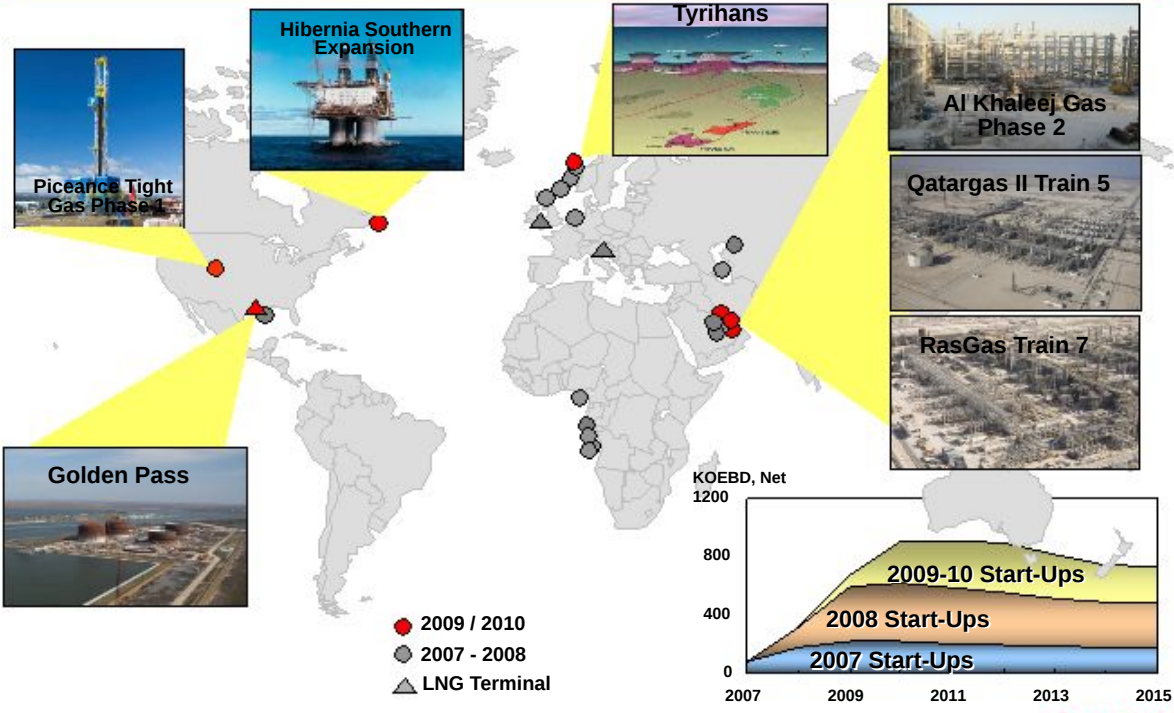 Hibernia Southern
Expansion
Tyrihans
Al Khaleej Gas
Phase 2
Piceance Tight
Gas Phase 1
Qatargas II Train 5
RasGas Train 7
Golden Pass
KOEBD, Net
1200
800
400
0
2009-10 Start-Ups
2008 Start-Ups
2007 Start-Ups
2007
2009
2011
2013
2015
2009 / 2010
2007 - 2008
LNG Terminal